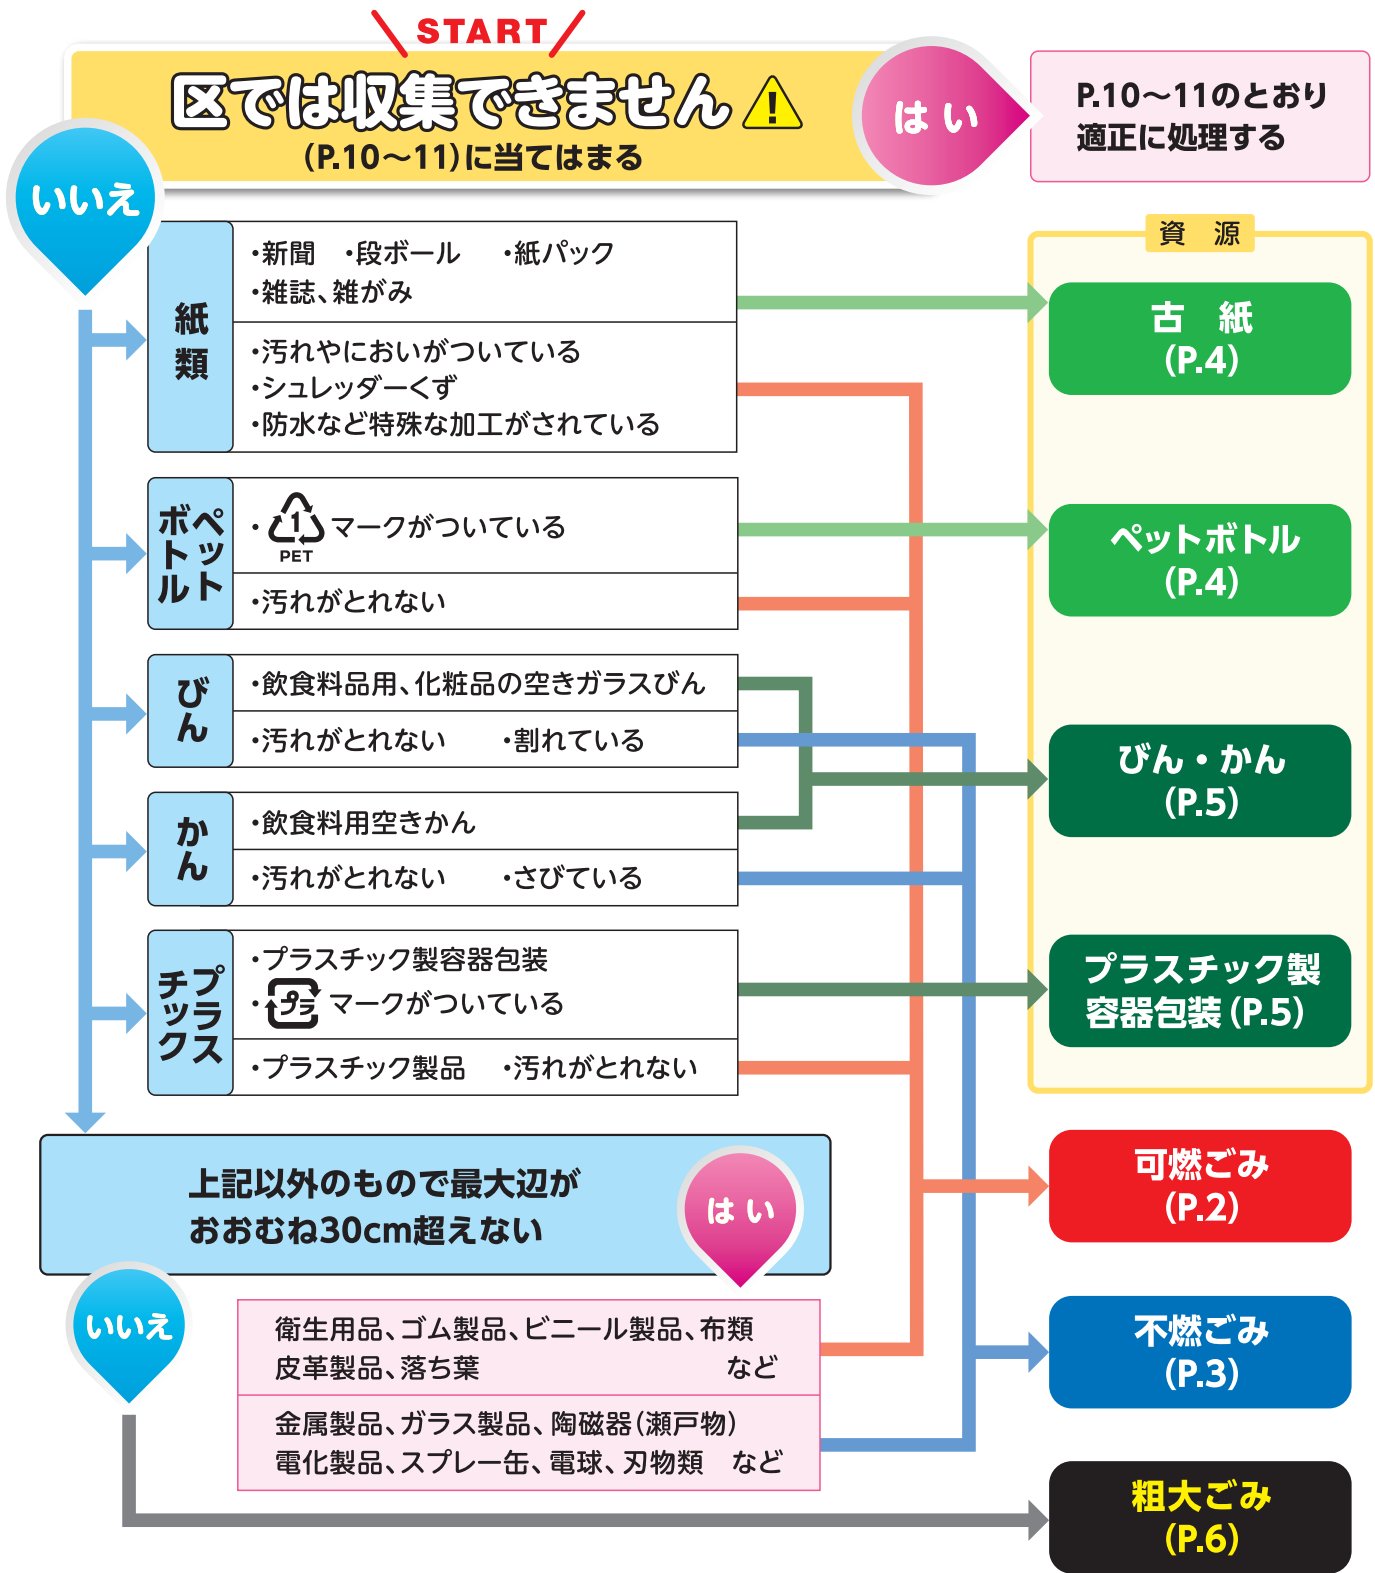 START
区では収集できません
(P.10～11)に当てはまる
はい
P.10～11のとおり
適正に処理する
いいえ
紙類
・新聞 ・段ボール ・紙パック
・雑誌、雑がみ
・汚れやにおいがついている
・シュレッダーくず
・防水など特殊な加工がされている
ペットボトル
・1 PET マークがついている
・汚れがとれない
びん
・飲食料品用、化粧品の空きガラスびん
・汚れがとれない ・割れている
かん
・飲食料用空きかん
・汚れがとれない ・さびている
プラスチック
・プラスチック製容器包装
・プラ マークがついている
・プラスチック製品 ・汚れがとれない
資 源
古 紙
(P.4)
ペットボトル
(P.4)
びん・かん
(P.5)
プラスチック製
容器包装(P.5)
上記以外のもので最大辺が
おおむね30cm超えない
はい
いいえ
衛生用品、ゴム製品、ビニール製品、布類
皮革製品、落ち葉 など
金属製品、ガラス製品、陶磁器(瀬戸物)
電化製品、スプレー缶、電球、刃物類 など
可燃ごみ
(P.2)
不燃ごみ
(P.3)
粗大ごみ
(P.6)